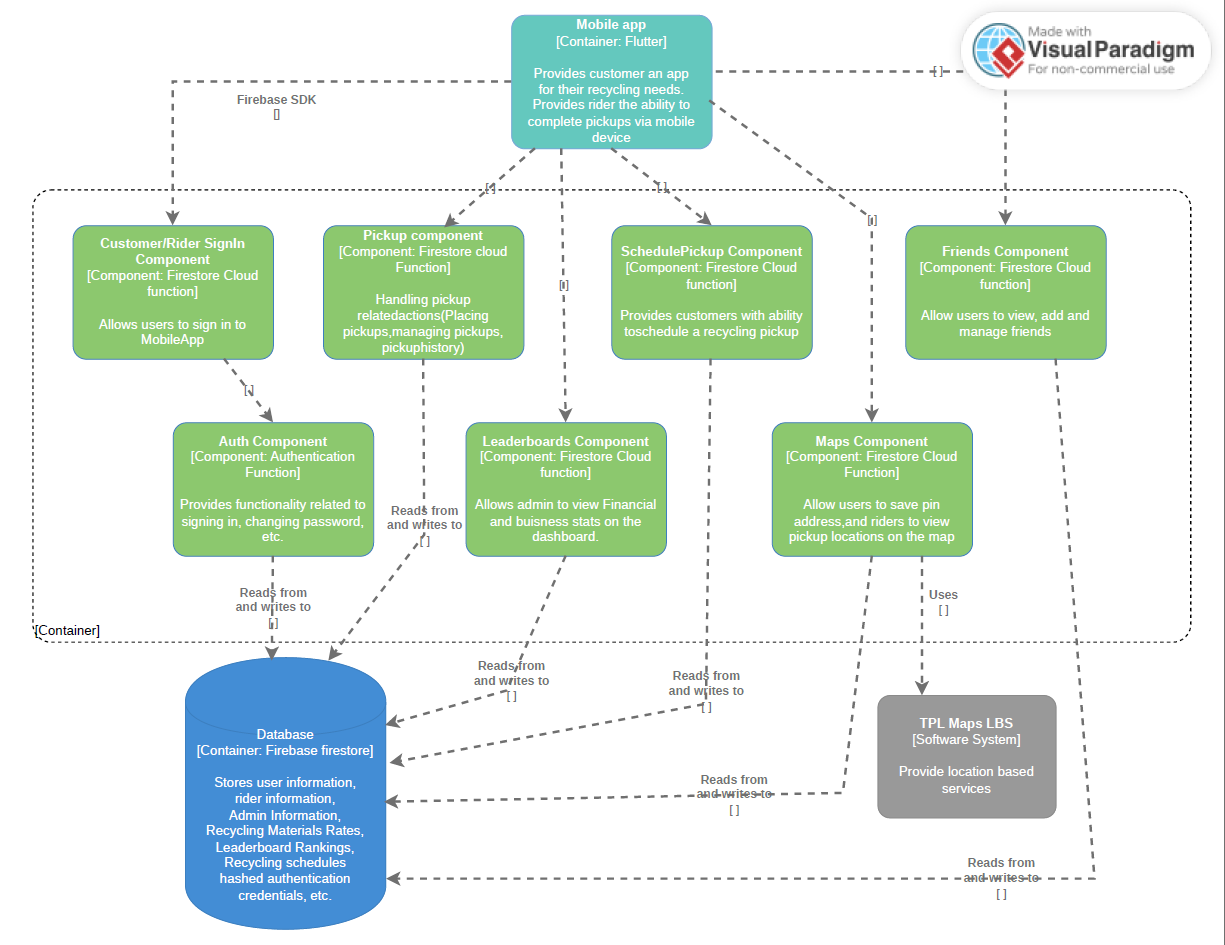 Mobile app
[Container: Flutter]
Provides customer an app
for their recycling needs.
Provides rider the ability to
complete pickups via mobile
device
Made with
Visual Paradigm
For non-commercial use
[ ]
Firebase SDK
[]
[ ]
[ ]
[ ]
[ ]
Customer/Rider SignIn
Component
[Component: Firestore Cloud
function]
Allows users to sign in to
MobileApp
Pickup component
[Component: Firestore cloud
Function]
Handling pickup
relatedactions(Placing
pickups,managing pickups,
pickuphistory)
SchedulePickup Component
[Component: Firestore Cloud
function]
Provides customers with ability
toschedule a recycling pickup
Friends Component
[Component: Firestore Cloud
function]
Allow users to view, add and
manage friends
[ ]
Auth Component
[Component: Authentication
Function]
Provides functionality related to
signing in, changing password,
etc.
Reads from
and writes to
[ ]
Leaderboards Component
[Component: Firestore Cloud
function]
Allows admin to view Financial
and buisness stats on the
dashboard.
Maps Component
[Component: Firestore Cloud
Function]
Allow users to save pin
address,and riders to view
pickup locations on the map
Reads from
and writes to
[ ]
Uses
[ ]
[Container]
Reads from
and writes to
[ ]
Reads from
and writes to
[ ]
Database
[Container: Firebase firestore]
Stores user information,
rider information,
Admin Information,
Recycling Materials Rates,
Leaderboard Rankings,
Recycling schedules
hashed authentication
credentials, etc.
TPL Maps LBS
[Software System]
Provide location based
services
Reads from
and writes to
[ ]
Reads from
and writes to
[ ]